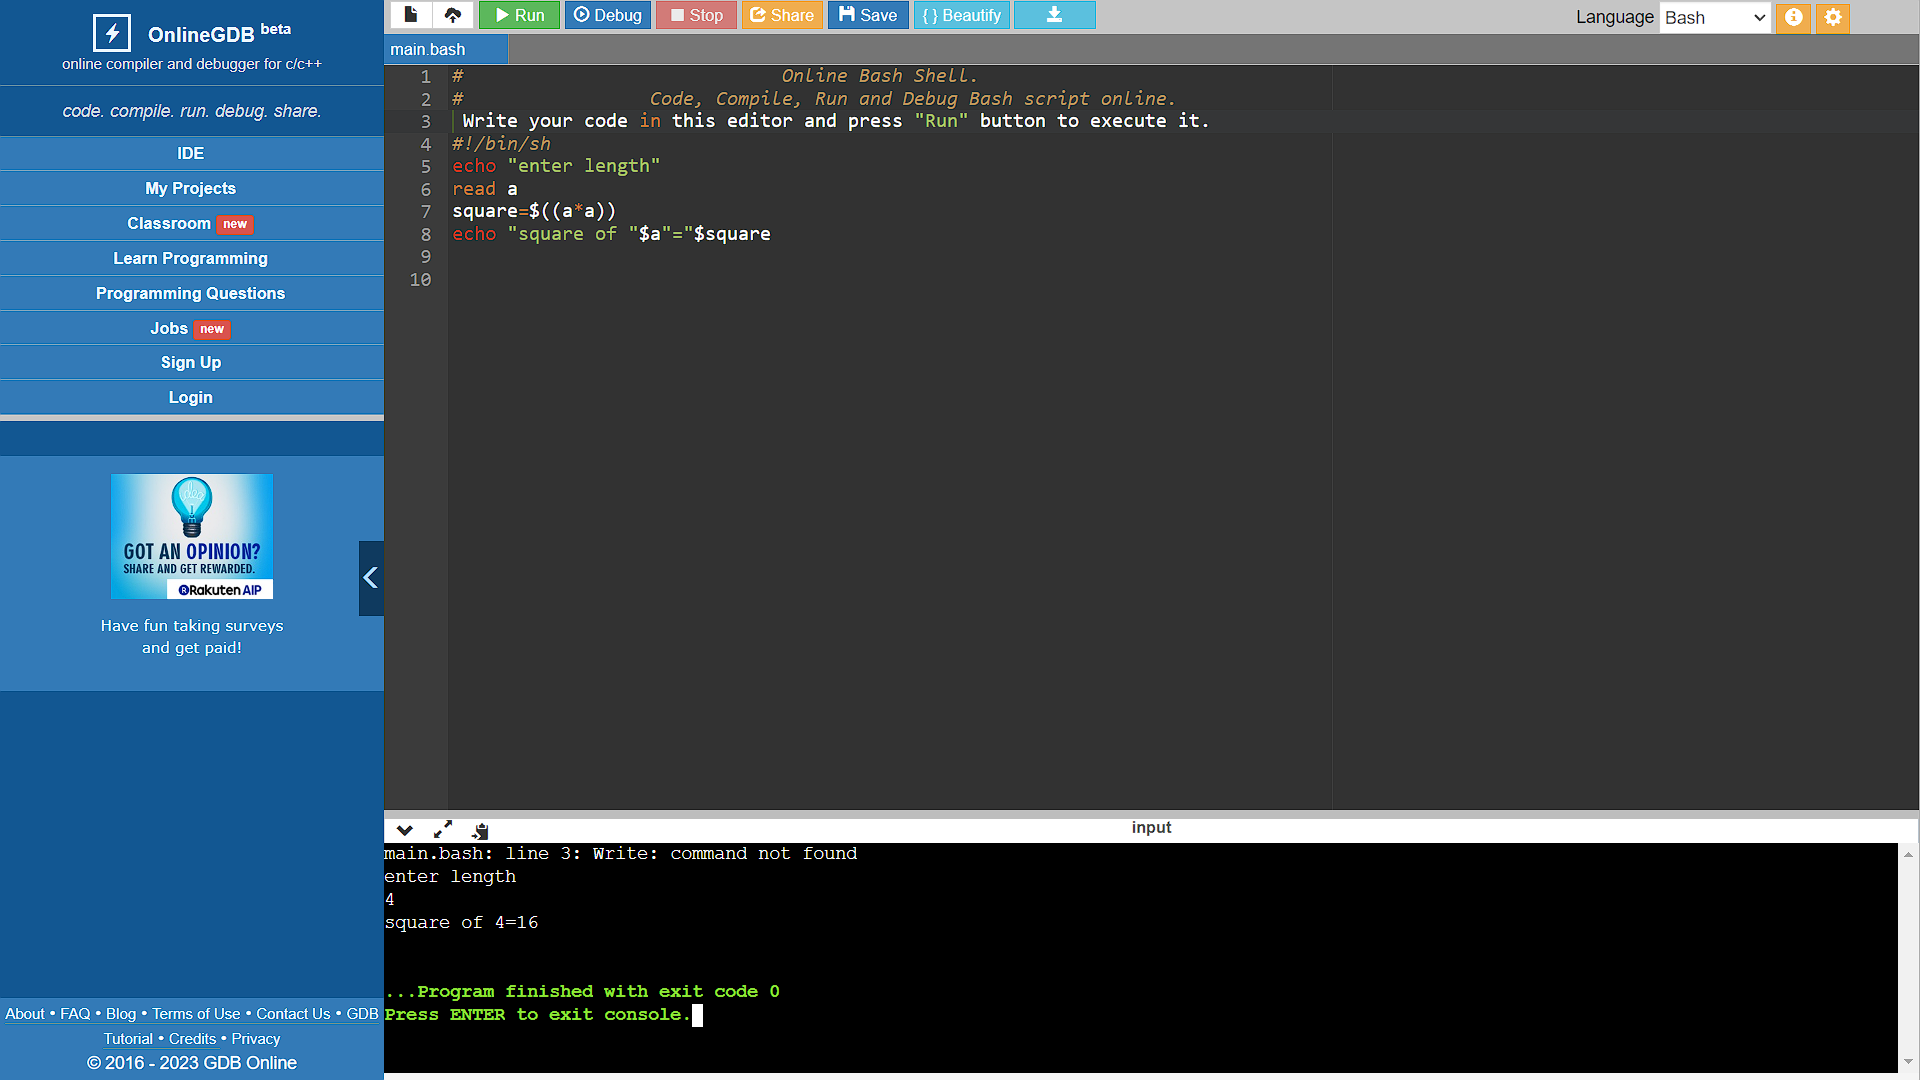 OnlineGDB beta
online compiler and debugger for c/c++
code. compile. run. debug. share.
IDE
My Projects
Classroom new
Learn Programming
Programming Questions
Jobs new
Sign Up
Login
idea
GOT AN OPINION?
SHARE AND GET REWARDED.
Rakuten AIP
Have fun taking surveys
and get paid!
About • FAQ • Blog • Terms of Use • Contact Us • GDB
Tutorial • Credits • Privacy
© 2016 - 2023 GDB Online
Run Debug Stop Share Save { } Beautify
Language Bash
main.bash
1 # Online Bash Shell.
2 # Code, Compile, Run and Debug Bash script online.
3 Write your code in this editor and press "Run" button to execute it.
4 #!/bin/sh
5 echo "enter length"
6 read a
7 square=$((a*a))
8 echo "square of "$a"="$square
9
10
input
main.bash: line 3: Write: command not found
enter length
4
square of 4=16
...Program finished with exit code 0
Press ENTER to exit console.